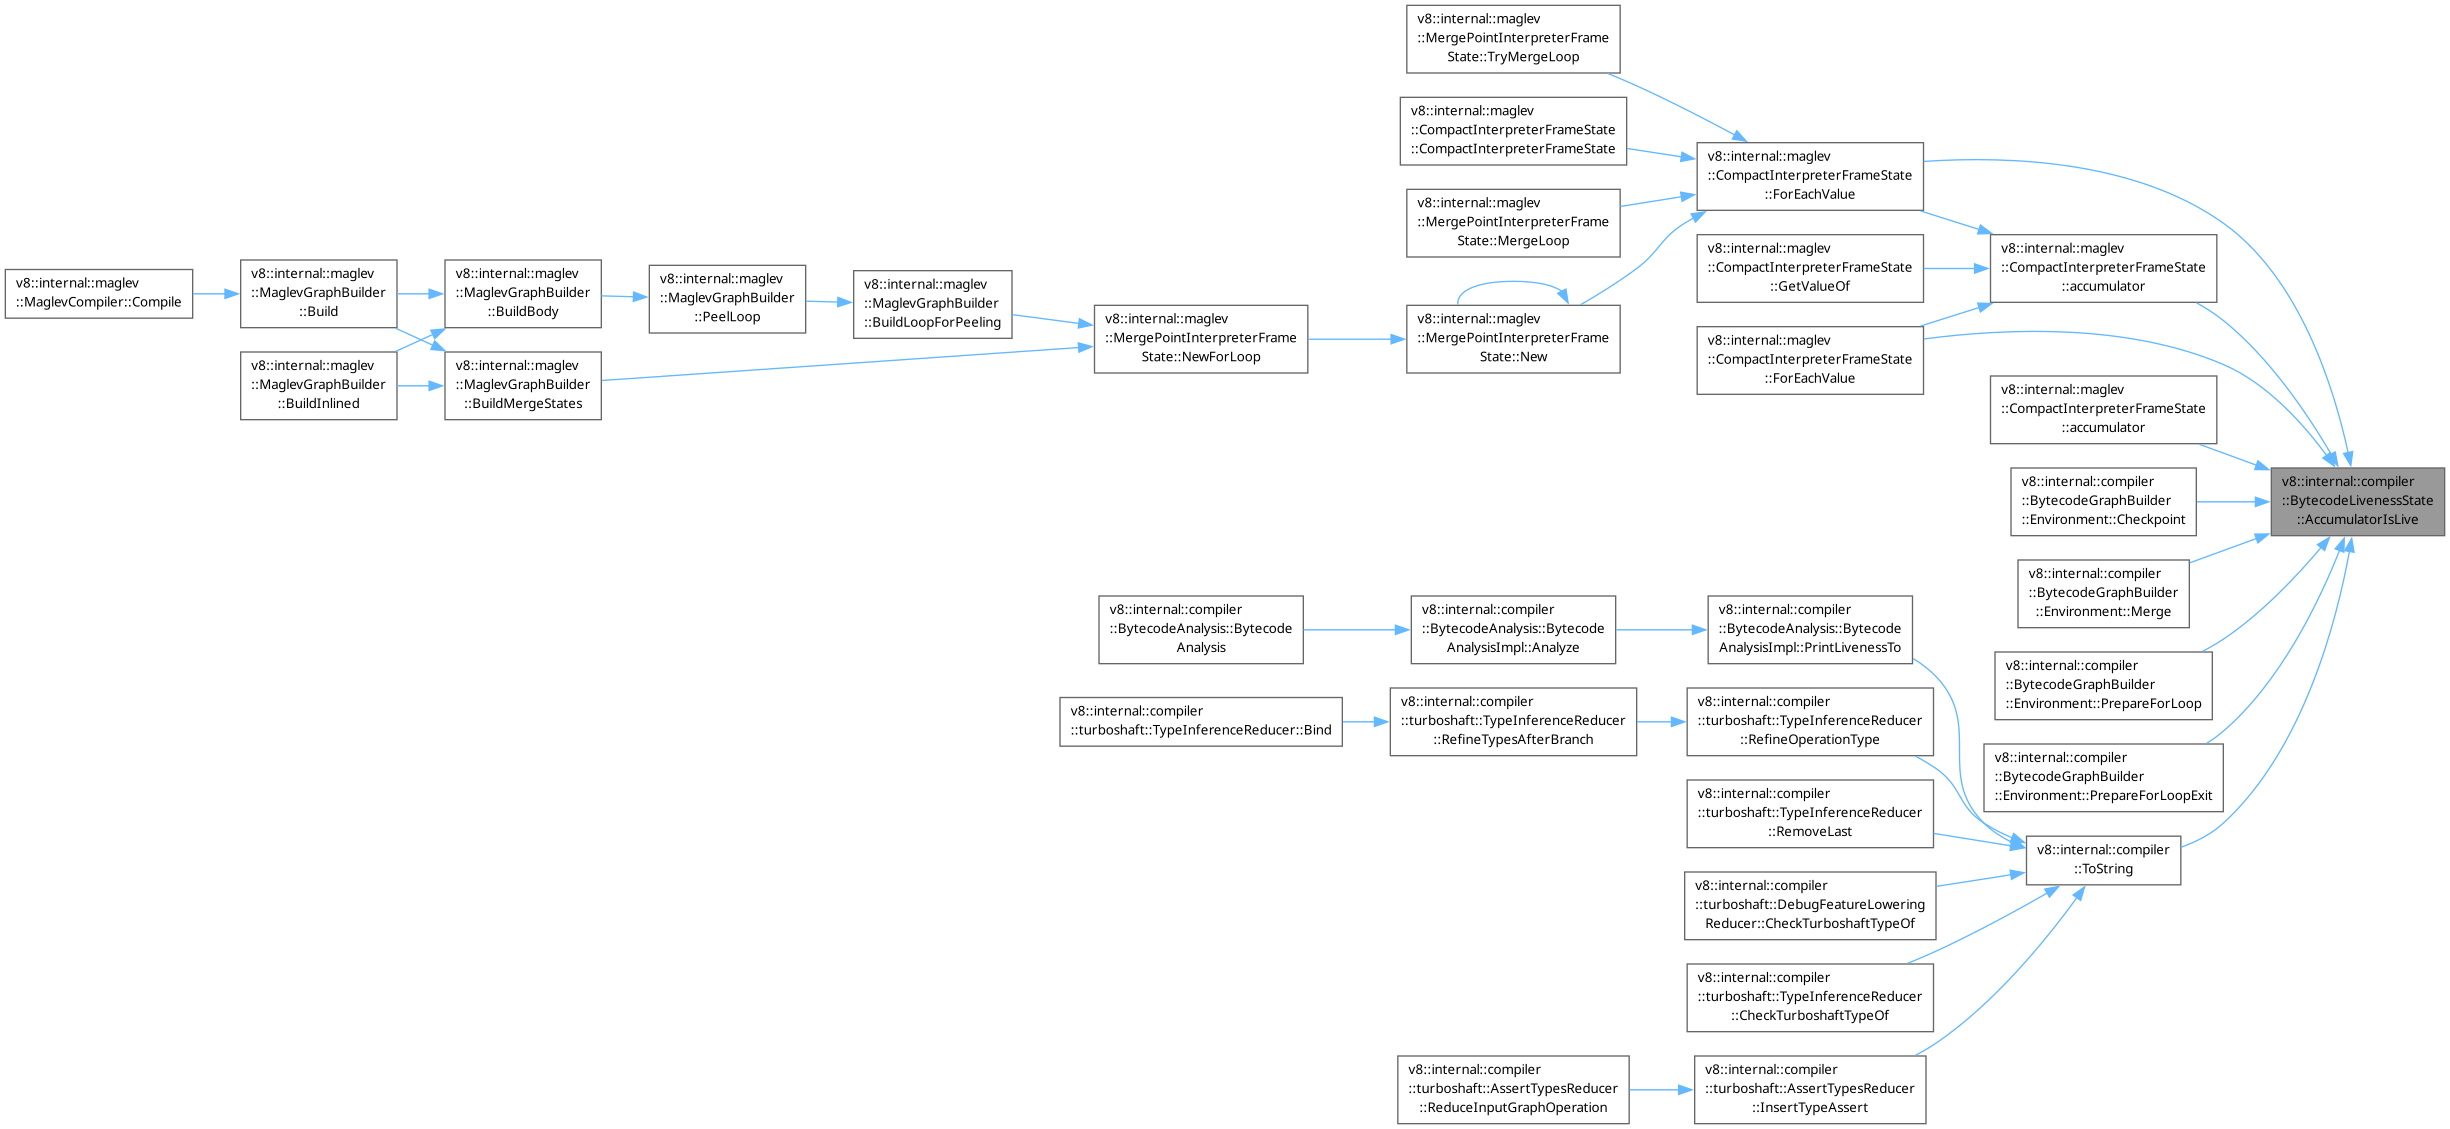 v8::internal::maglev
::MergePointInterpreterFrame
State::TryMergeLoop
v8::internal::maglev
::CompactInterpreterFrameState
::CompactInterpreterFrameState
v8::internal::maglev
::CompactInterpreterFrameState
::ForEachValue
v8::internal::maglev
::MergePointInterpreterFrame
State::MergeLoop
v8::internal::maglev
::CompactInterpreterFrameState
::GetValueOf
v8::internal::maglev
::CompactInterpreterFrameState
::accumulator
v8::internal::maglev
::MaglevCompiler::Compile
v8::internal::maglev
::MaglevGraphBuilder
::Build
v8::internal::maglev
::MaglevGraphBuilder
::BuildBody
v8::internal::maglev
::MaglevGraphBuilder
::PeelLoop
v8::internal::maglev
::MaglevGraphBuilder
::BuildLoopForPeeling
v8::internal::maglev
::MergePointInterpreterFrame
State::NewForLoop
v8::internal::maglev
::MergePointInterpreterFrame
State::New
v8::internal::maglev
::CompactInterpreterFrameState
::ForEachValue
v8::internal::maglev
::MaglevGraphBuilder
::BuildInlined
v8::internal::maglev
::MaglevGraphBuilder
::BuildMergeStates
v8::internal::maglev
::CompactInterpreterFrameState
::accumulator
v8::internal::compiler
::BytecodeGraphBuilder
::Environment::Checkpoint
v8::internal::compiler
::BytecodeLivenessState
::AccumulatorIsLive
v8::internal::compiler
::BytecodeGraphBuilder
::Environment::Merge
v8::internal::compiler
::BytecodeAnalysis::Bytecode
Analysis
v8::internal::compiler
::BytecodeAnalysis::Bytecode
AnalysisImpl::Analyze
v8::internal::compiler
::BytecodeAnalysis::Bytecode
AnalysisImpl::PrintLivenessTo
v8::internal::compiler
::BytecodeGraphBuilder
::Environment::PrepareForLoop
v8::internal::compiler
::turboshaft::TypeInferenceReducer::Bind
v8::internal::compiler
::turboshaft::TypeInferenceReducer
::RefineTypesAfterBranch
v8::internal::compiler
::turboshaft::TypeInferenceReducer
::RefineOperationType
v8::internal::compiler
::BytecodeGraphBuilder
::Environment::PrepareForLoopExit
v8::internal::compiler
::turboshaft::TypeInferenceReducer
::RemoveLast
v8::internal::compiler
::ToString
v8::internal::compiler
::turboshaft::DebugFeatureLowering
Reducer::CheckTurboshaftTypeOf
v8::internal::compiler
::turboshaft::TypeInferenceReducer
::CheckTurboshaftTypeOf
v8::internal::compiler
::turboshaft::AssertTypesReducer
::ReduceInputGraphOperation
v8::internal::compiler
::turboshaft::AssertTypesReducer
::InsertTypeAssert